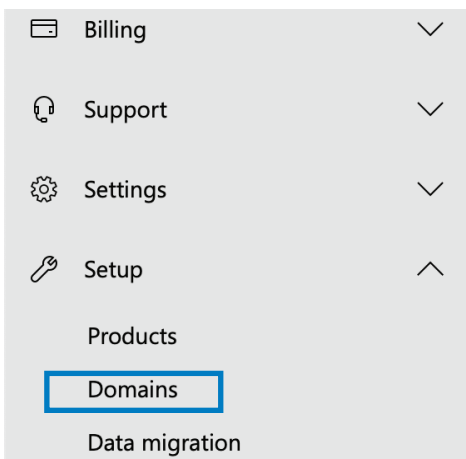 Billing
Support
Settings
Setup
Products
Domains
Data migration